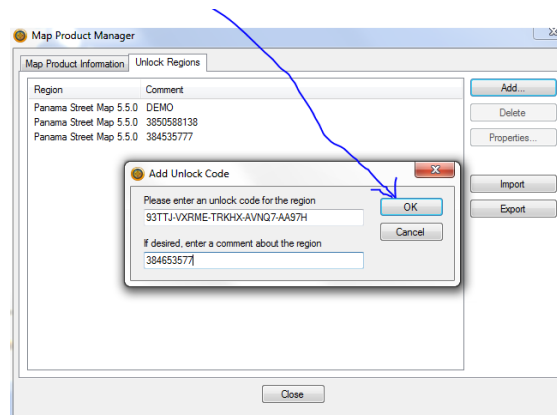 Map Product Manager
Map Product Information Unlock Regions
Region Comment
Panama Street Map 5.5.0 DEMO
Panama Street Map 5.5.0 3850588138
Panama Street Map 5.5.0 384535777
Add...
Delete
Properties...
Import
Export
Add Unlock Code
Please enter an unlock code for the region
93TTJ-VXRME-TRKHX-AVNQ7-AA97H
If desired, enter a comment about the region
384653577
OK
Cancel
Close